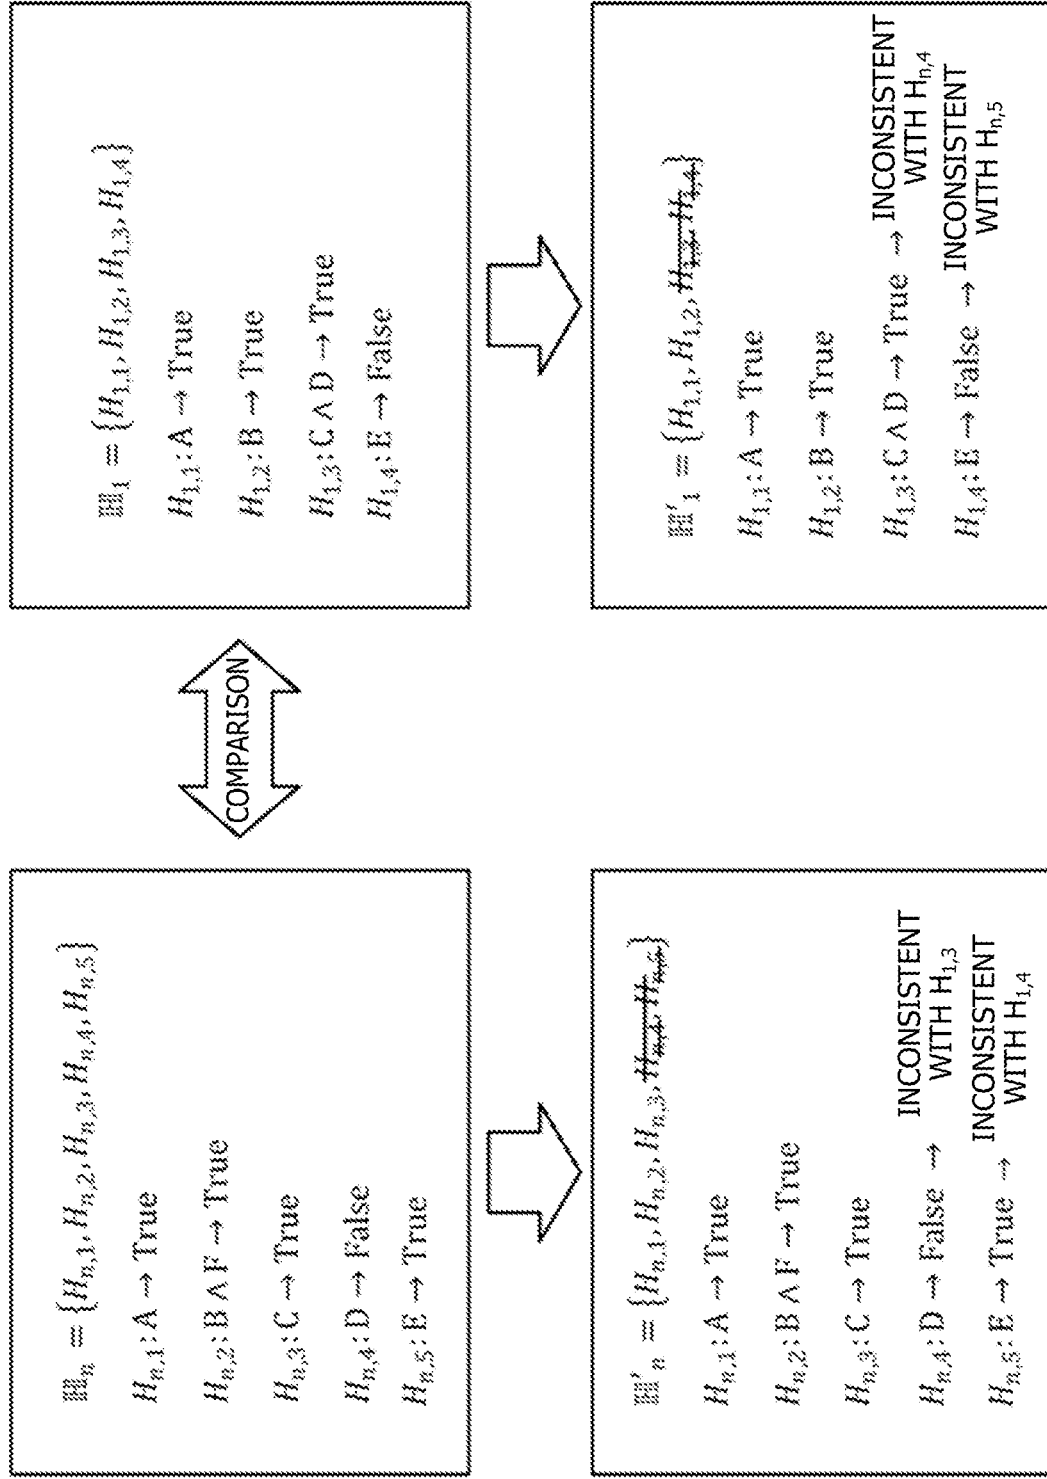 ℍₙ = {Hₙ,₁, Hₙ,₂, Hₙ,₃, Hₙ,₄, Hₙ,₅}
Hₙ,₁: A → True
Hₙ,₂: B ∧ F → True
Hₙ,₃: C → True
Hₙ,₄: D → False
Hₙ,₅: E → True
COMPARISON
ℍ₁ = {H₁,₁, H₁,₂, H₁,₃, H₁,₄}
H₁,₁: A → True
H₁,₂: B → True
H₁,₃: C ∧ D → True
H₁,₄: E → False
ℍ'ₙ = {Hₙ,₁, Hₙ,₂, Hₙ,₃, Hₙ,₄, Hₙ,₅}
Hₙ,₁: A → True
Hₙ,₂: B ∧ F → True
Hₙ,₃: C → True
Hₙ,₄: D → False → INCONSISTENT
WITH H₁,₃
Hₙ,₅: E → True → INCONSISTENT
WITH H₁,₄
ℍ'₁ = {H₁,₁, H₁,₂, H₁,₃, H₁,₄}
H₁,₁: A → True
H₁,₂: B → True
H₁,₃: C ∧ D → True → INCONSISTENT
WITH Hₙ,₄
H₁,₄: E → False → INCONSISTENT
WITH Hₙ,₅